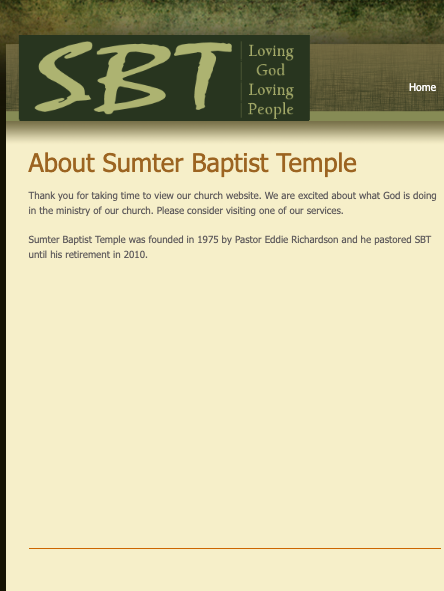 SBT
Loving
God
Loving
People
Home
About Sumter Baptist Temple
Thank you for taking time to view our church website. We are excited about what God is doing
in the ministry of our church. Please consider visiting one of our services.
Sumter Baptist Temple was founded in 1975 by Pastor Eddie Richardson and he pastored SBT
until his retirement in 2010.